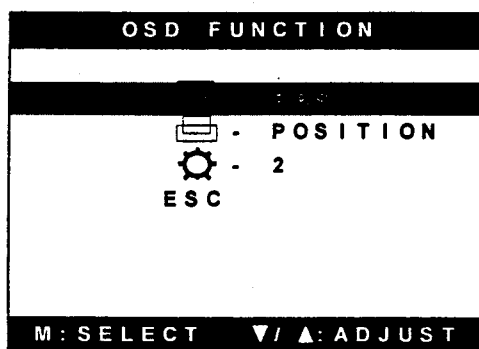 OSD FUNCTION
- POSITION
- 2
ESC
M:SELECT ▼/▲:ADJUST